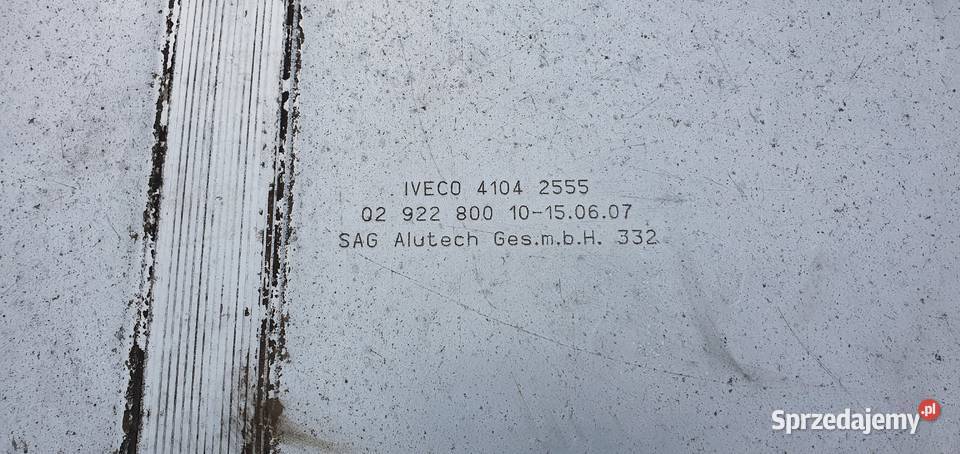 IVECO 4104 2555
02 922 800 10-15.06.07
SAG Alutech Ges.m.b.H. 332
Sprzedajemy .pl